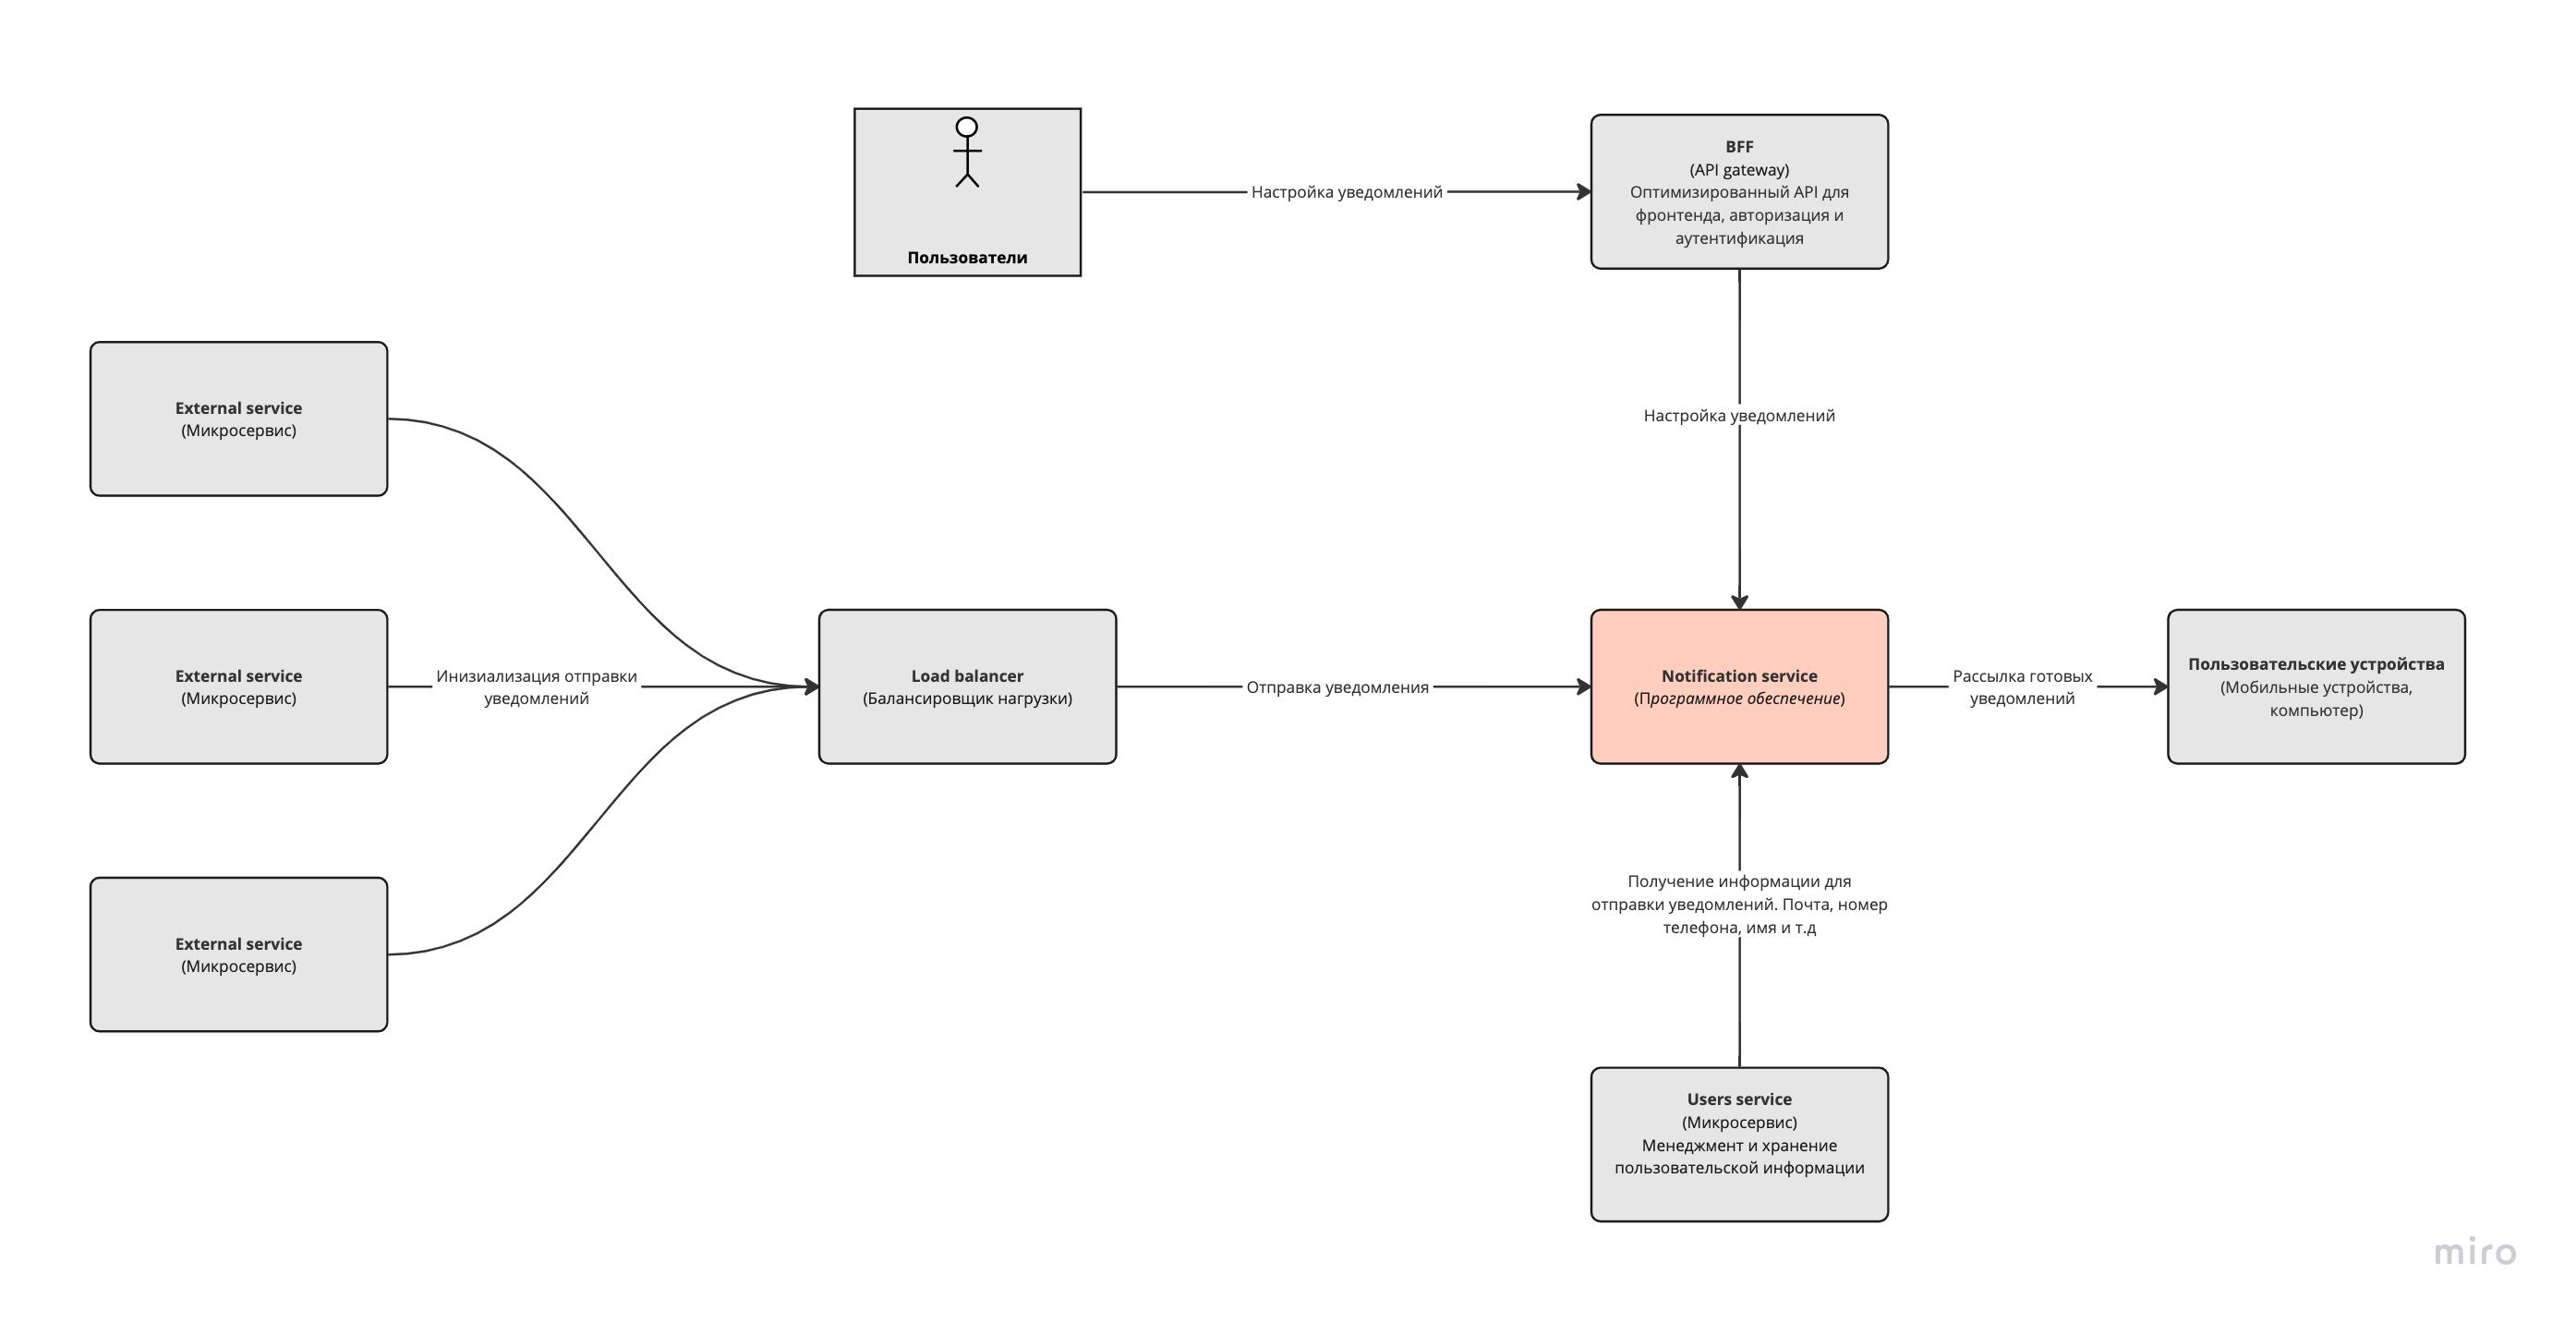 Пользователи
Настройка уведомлений
BFF
(API gateway)
Оптимизированный API для
фронтенда, авторизация и
аутентификация
Настройка уведомлений
External service
(Микросервис)
External service
(Микросервис)
Инизиализация отправки
уведомлений
External service
(Микросервис)
Load balancer
(Балансировщик нагрузки)
Отправка уведомления
Notification service
(Программное обеспечение)
Рассылка готовых
уведомлений
Пользовательские устройства
(Мобильные устройства,
компьютер)
Получение информации для
отправки уведомлений. Почта, номер
телефона, имя и т.д
Users service
(Микросервис)
Менеджмент и хранение
пользовательской информации
miro